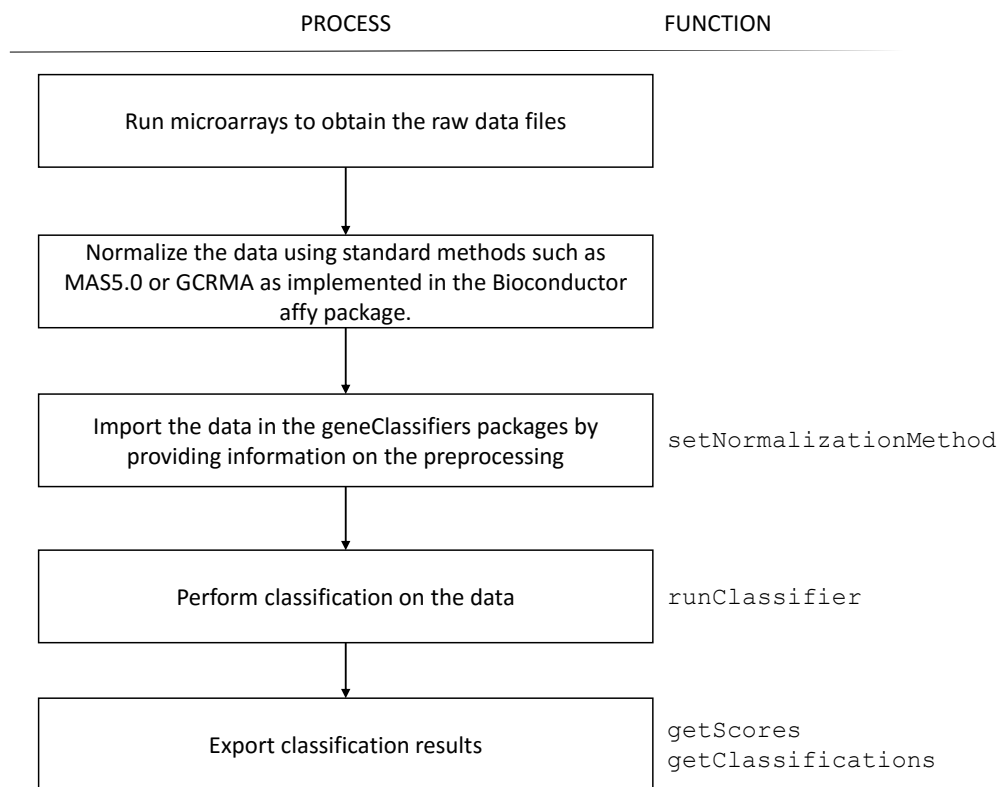 PROCESS FUNCTION
Run microarrays to obtain the raw data files
Normalize the data using standard methods such as
MAS5.0 or GCRMA as implemented in the Bioconductor
affy package.
Import the data in the geneClassifiers packages by
providing information on the preprocessing
setNormalizationMethod
Perform classification on the data
runClassifier
Export classification results
getScores
getClassifications